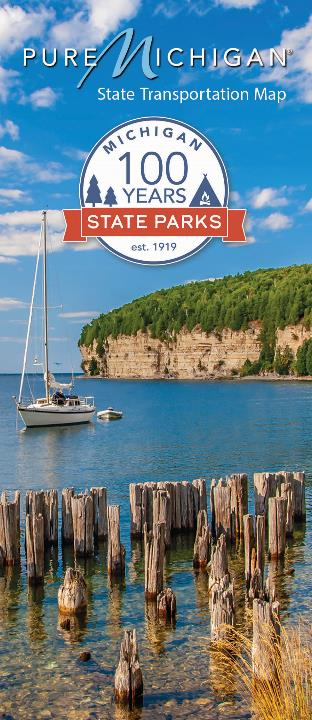 PURE MICHIGAN®
State Transportation Map
MICHIGAN
100
YEARS
STATE PARKS
est. 1919